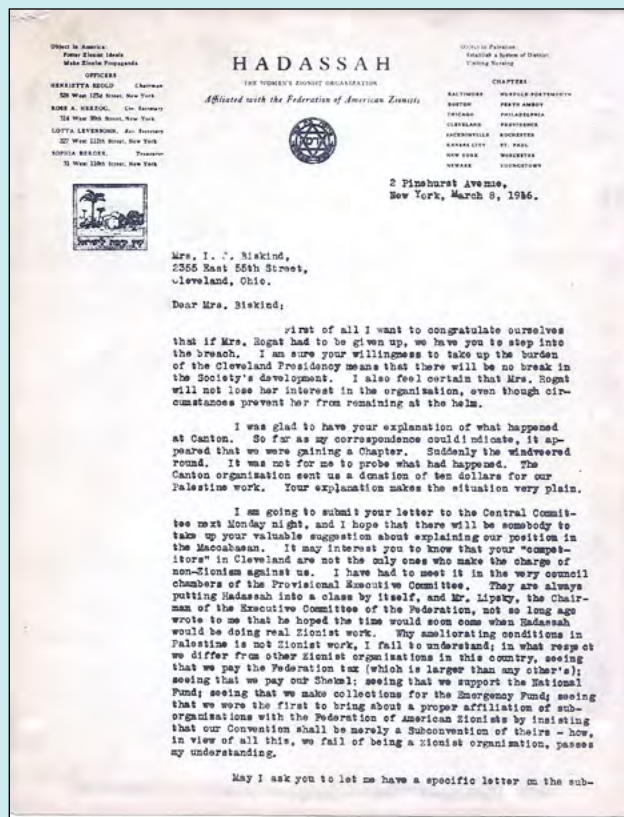 Object in America:
Foster Zionist Ideals
Make Zionist Propaganda
OFFICERS
HENRIETTA SZOLD Chairman
528 West 123d Street, New York
ROSE A. HERZOG, Cor. Secretary
LOTTA LEVENSOHN, Rec. Secretary
SOPHIA BERGER, Treasurer
HADASSAH
THE WOMEN'S ZIONIST ORGANIZATION
Affiliated with the Federation of American Zionists
Object in Palestine:
Establish a System of District
Visiting Nursing
CHAPTERS:
BALTIMORE NORFOLK-PORTSMOUTH
BOSTON PERTH AMBOY
CHICAGO PHILADELPHIA
CLEVELAND PROVIDENCE
JACKSONVILLE ROCHESTER
KANSAS CITY ST. PAUL
NEW YORK WORCESTER
NEWARK YOUNGSTOWN
2 Pinehurst Avenue,
New York, March 8, 1916.
Mrs. I. J. Biskind,
2355 East 55th Street,
Cleveland, Ohio.
Dear Mrs. Biskind:
First of all I want to congratulate ourselves
that if Mrs. Rogat had to be given up, we have you to step into
the breach. I am sure your willingness to take up the burden
of the Cleveland Presidency means that there will be no break in
the Society's development. I also feel certain that Mrs. Rogat
will not lose her interest in the organization, even though cir-
cumstances prevent her from remaining at the helm.
I was glad to have your explanation of what happened
at Canton. So far as my correspondence could indicate, it ap-
peared that we were gaining a Chapter. Suddenly the wind veered
round. It was not for me to probe what had happened. The
Canton organization sent us a donation of ten dollars for our
Palestine work. Your explanation makes the situation very plain.
I am going to submit your letter to the Central Commit-
tee next Monday night, and I hope that there will be somebody to
take up your valuable suggestion about explaining our position in
the Maccabaean. It may interest you to know that your "compet-
itors" in Cleveland are not the only ones who make the charge of
non-Zionism against us. I have had to meet it in the very council
chambers of the Provisional Executive Committee. They are always
putting Hadassah into a class by itself, and Mr. Lipsky, the Chair-
man of the Executive Committee of the Federation, not so long ago
wrote to me that he hoped the time would soon come when Hadassah
would be doing real Zionist work. Why ameliorating conditions in
Palestine is not Zionist work, I fail to understand; in what respect
we differ from other Zionist organizations in this country, seeing
that we pay the Federation tax (which is larger than any other's);
seeing that we pay our Shekel; seeing that we support the National
Fund; seeing that we make collections for the Emergency Fund; seeing
that we were the first to bring about a proper affiliation of sub-
organizations with the Federation of American Zionists by insisting
that our Convention shall be merely a Subconvention of theirs - how,
in view of all this, we fail of being a Zionist organization, passes
my understanding.
May I ask you to let me have a specific letter on the sub-